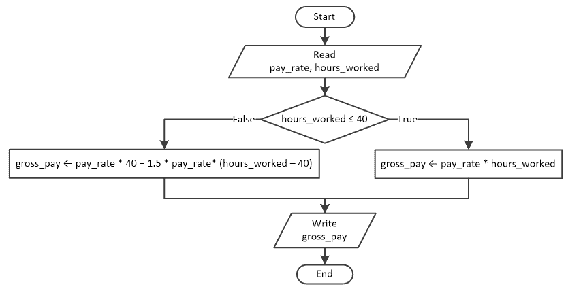 Start
Read
pay_rate, hours_worked
False
hours_worked ≤ 40
True
gross_pay ← pay_rate * 40 + 1.5 * pay_rate* (hours_worked – 40)
gross_pay ← pay_rate * hours_worked
Write
gross_pay
End